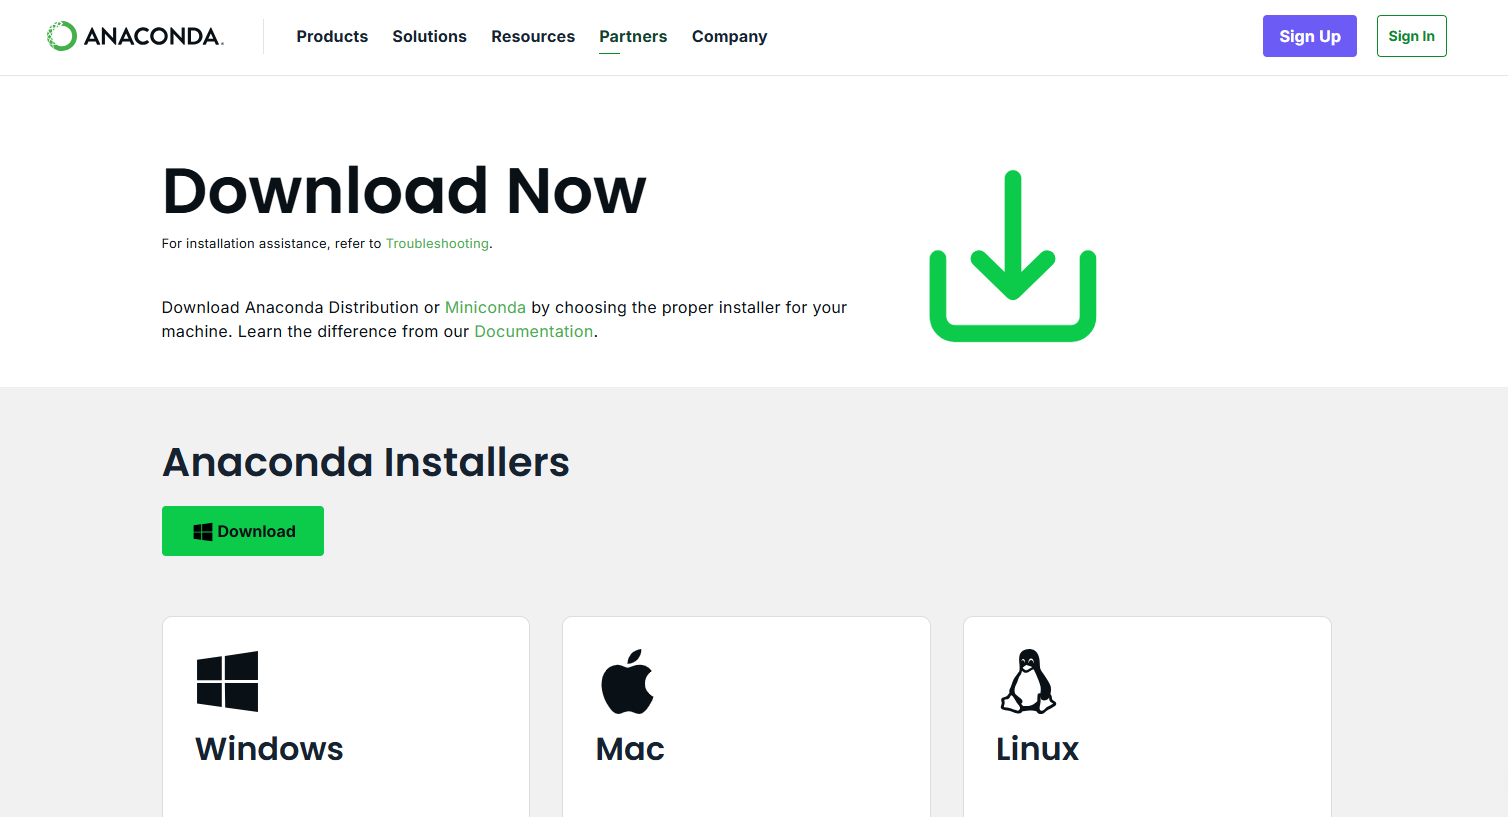 ANACONDA.
Products Solutions Resources Partners Company
Sign Up
Sign In
Download Now
For installation assistance, refer to Troubleshooting.
Download Anaconda Distribution or Miniconda by choosing the proper installer for your
machine. Learn the difference from our Documentation.
Anaconda Installers
Download
Windows
Mac
Linux